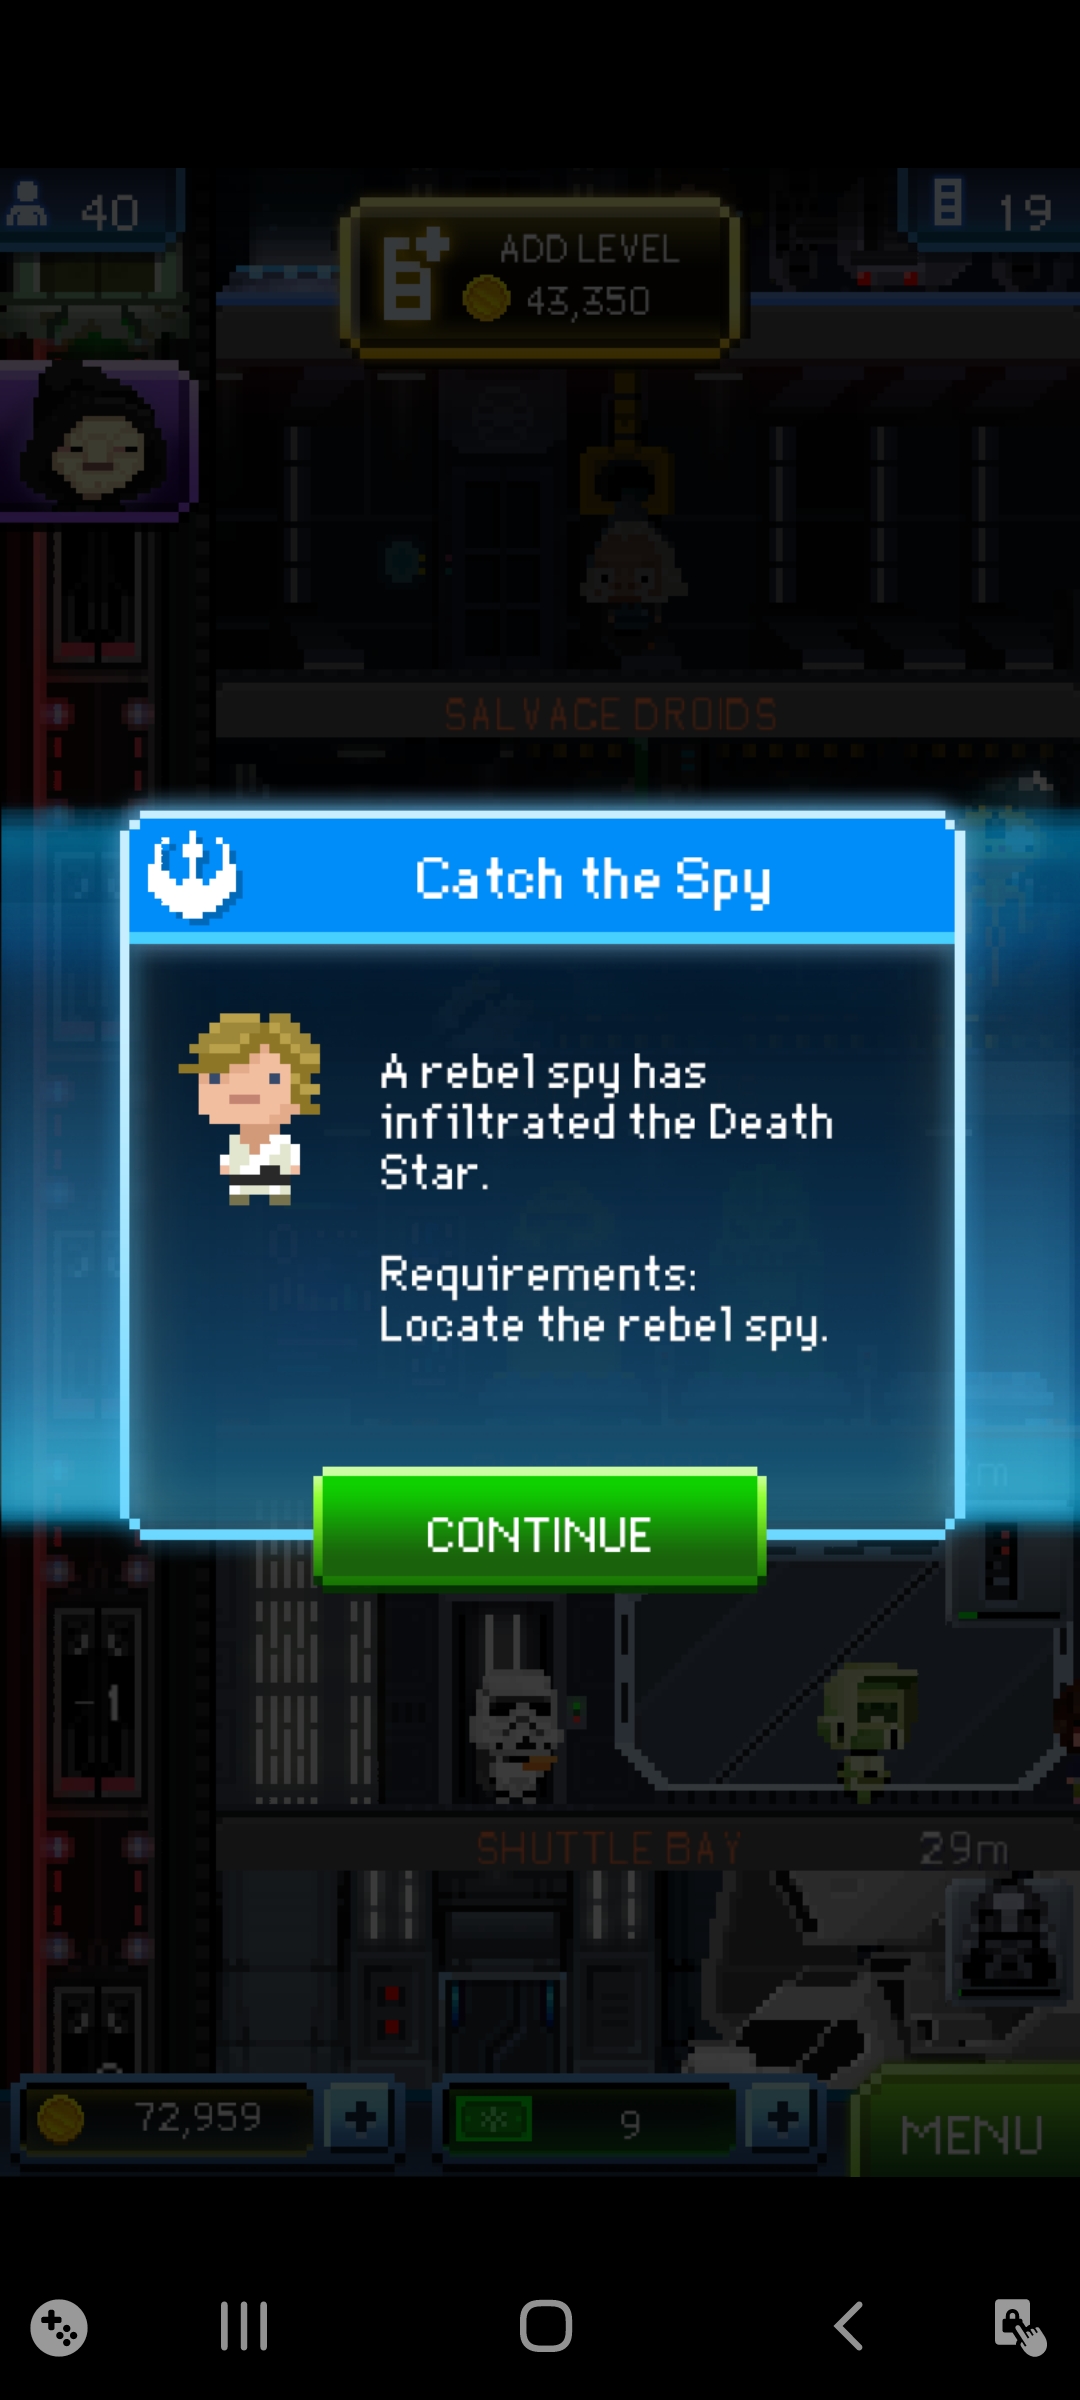 40
ADD LEVEL
19
43,350
SALVAGE DROIDS
Catch the Spy
A rebel spy has
infiltrated the Death
Star.
Requirements:
Locate the rebel spy.
CONTINUE
-1
SHUTTLE BAY
29m
72,959
9
MENU